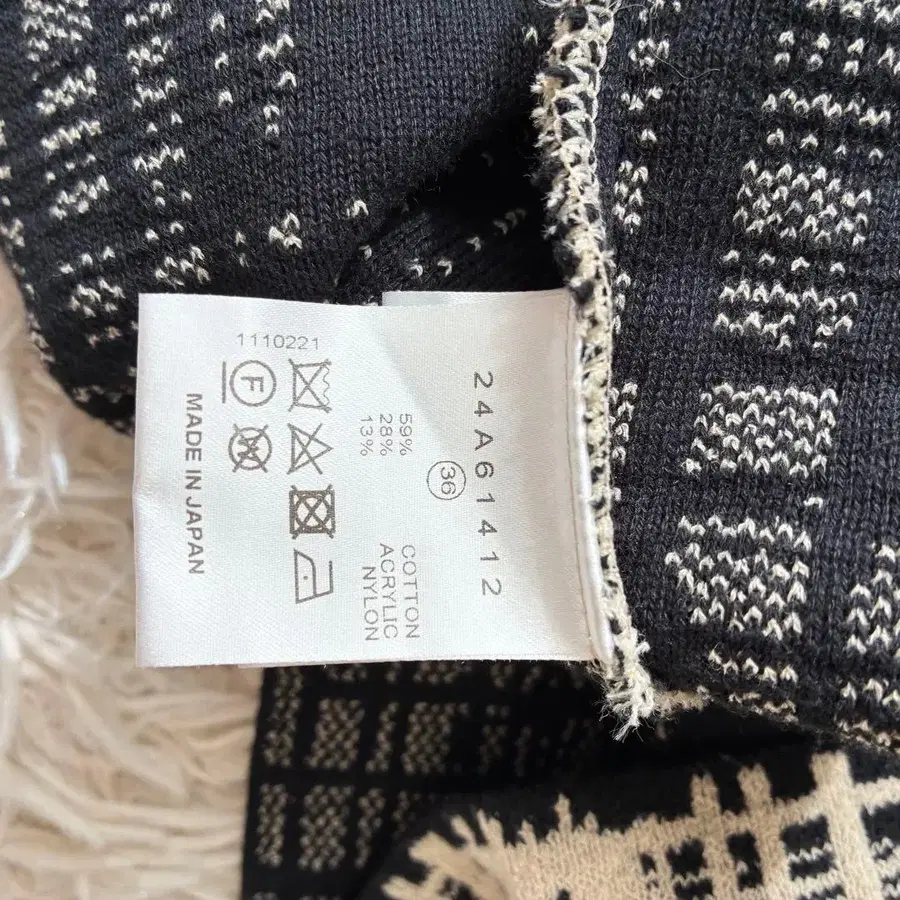 24A61412
36
59% COTTON
28% ACRYLIC
13% NYLON
F
W
1110221
MADE IN JAPAN